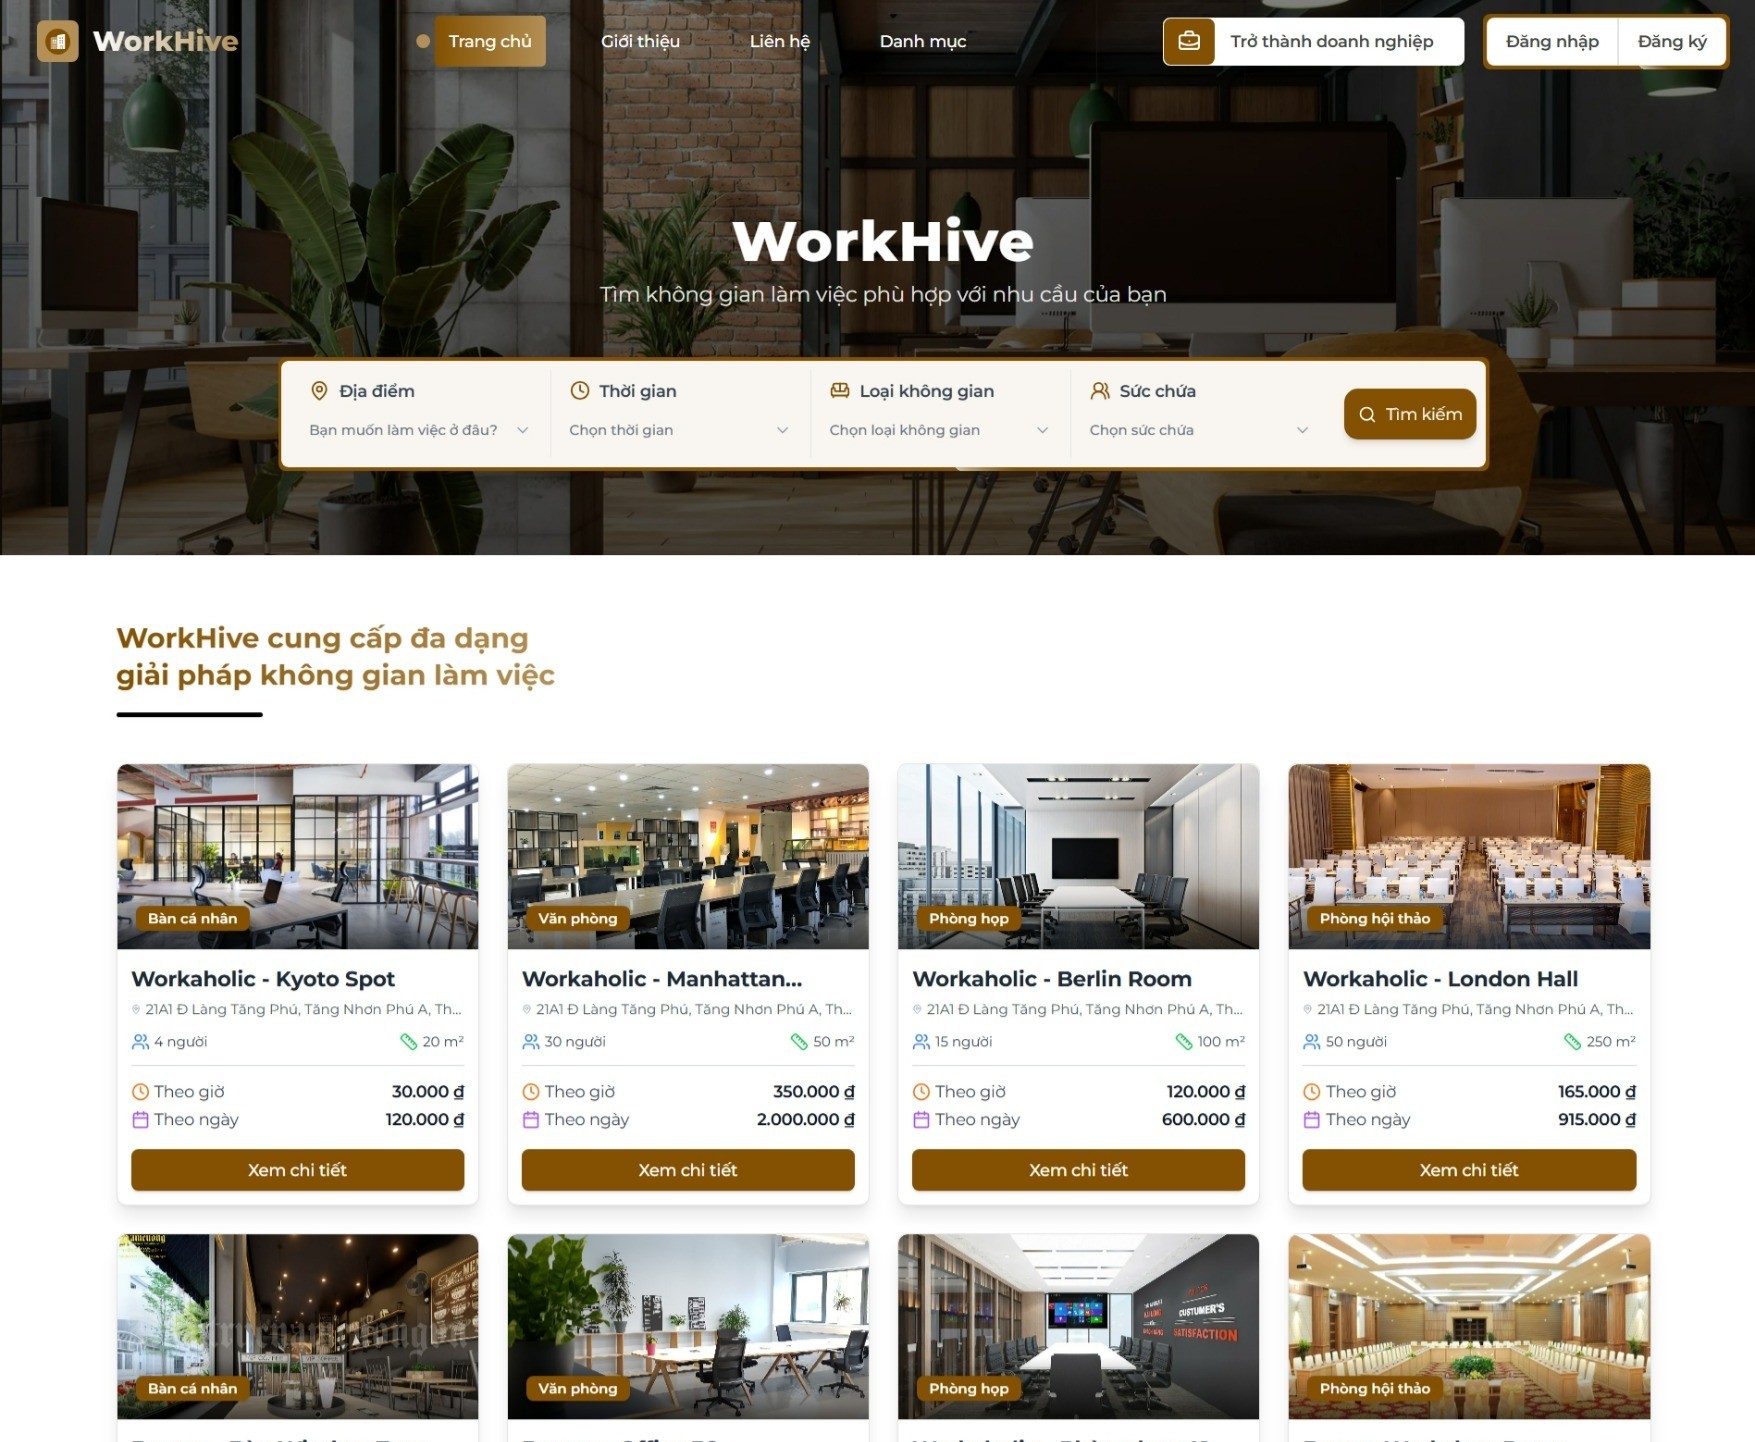 WorkHive
Trang chủ
Giới thiệu
Liên hệ
Danh mục
Trở thành doanh nghiệp
Đăng nhập
Đăng ký
WorkHive
Tìm không gian làm việc phù hợp với nhu cầu của bạn
Địa điểm
Bạn muốn làm việc ở đâu?
Thời gian
Chọn thời gian
Loại không gian
Chọn loại không gian
Sức chứa
Chọn sức chứa
Tìm kiếm
WorkHive cung cấp đa dạng
giải pháp không gian làm việc
Bàn cá nhân
Workaholic - Kyoto Spot
21A1 Đ Làng Tăng Phú, Tăng Nhơn Phú A, Th...
4 người
20 m²
Theo giờ
30.000 ₫
Theo ngày
120.000 ₫
Xem chi tiết
Văn phòng
Workaholic - Manhattan...
21A1 Đ Làng Tăng Phú, Tăng Nhơn Phú A, Th...
30 người
50 m²
Theo giờ
350.000 ₫
Theo ngày
2.000.000 ₫
Xem chi tiết
Phòng họp
Workaholic - Berlin Room
21A1 Đ Làng Tăng Phú, Tăng Nhơn Phú A, Th...
15 người
100 m²
Theo giờ
120.000 ₫
Theo ngày
600.000 ₫
Xem chi tiết
Phòng hội thảo
Workaholic - London Hall
21A1 Đ Làng Tăng Phú, Tăng Nhơn Phú A, Th...
50 người
250 m²
Theo giờ
165.000 ₫
Theo ngày
915.000 ₫
Xem chi tiết
Bàn cá nhân
Văn phòng
CUSTUMER'S
SATISFACTION
Phòng họp
Phòng hội thảo